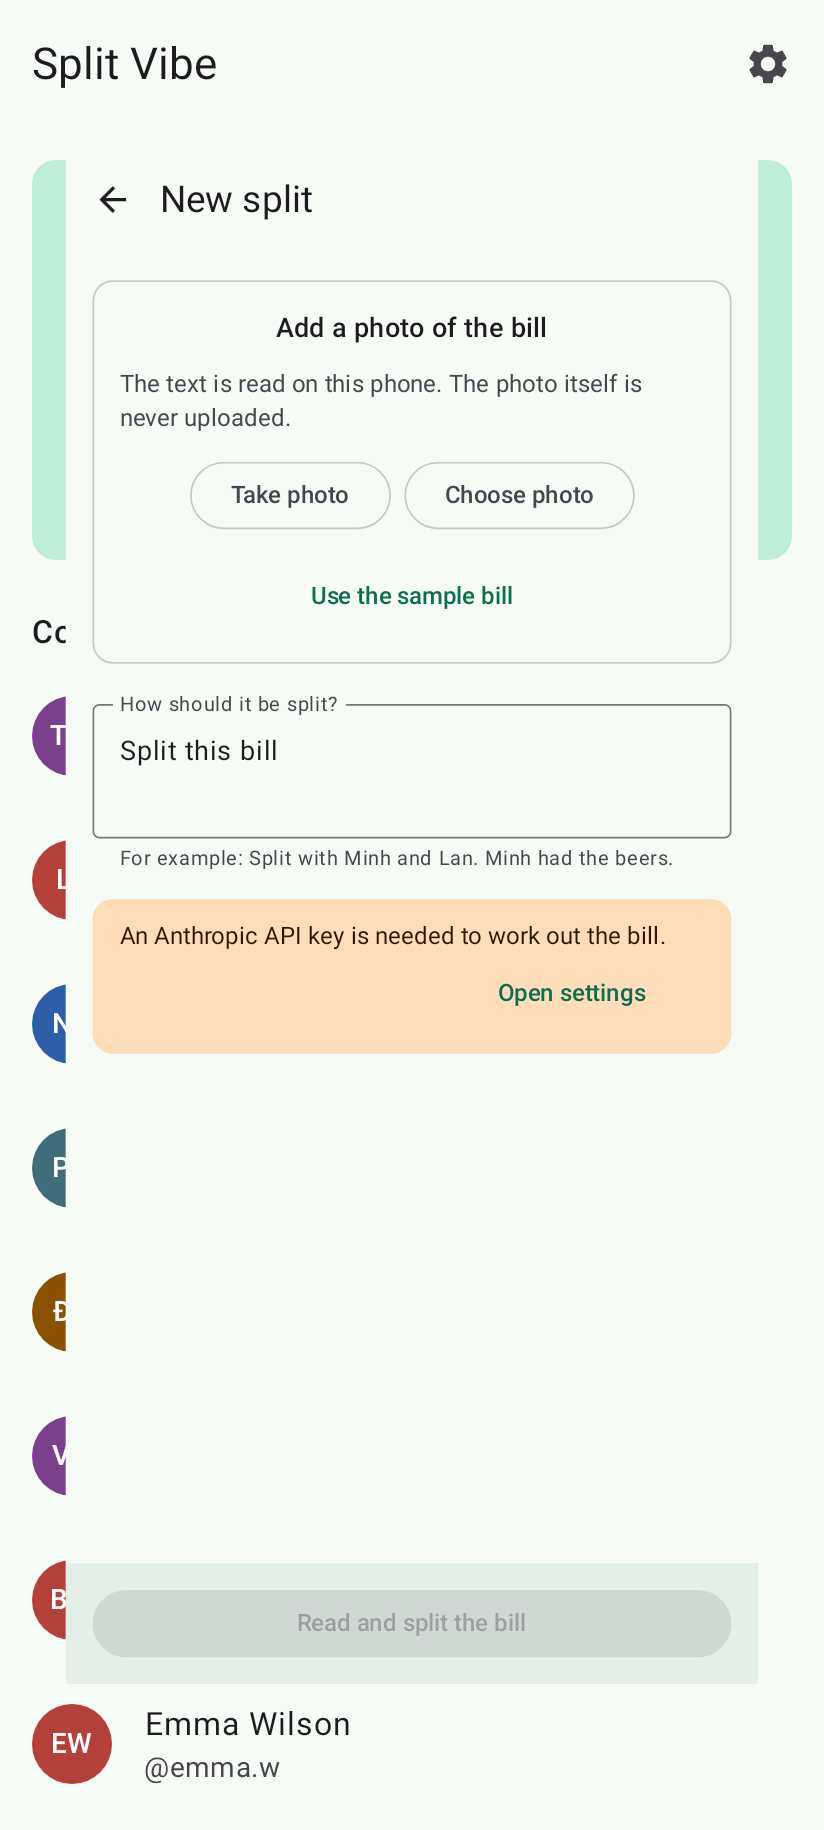 Split Vibe
New split
Add a photo of the bill
The text is read on this phone. The photo itself is
never uploaded.
Take photo
Choose photo
Use the sample bill
How should it be split?
Split this bill
For example: Split with Minh and Lan. Minh had the beers.
An Anthropic API key is needed to work out the bill.
Open settings
Read and split the bill
EW
Emma Wilson
@emma.w